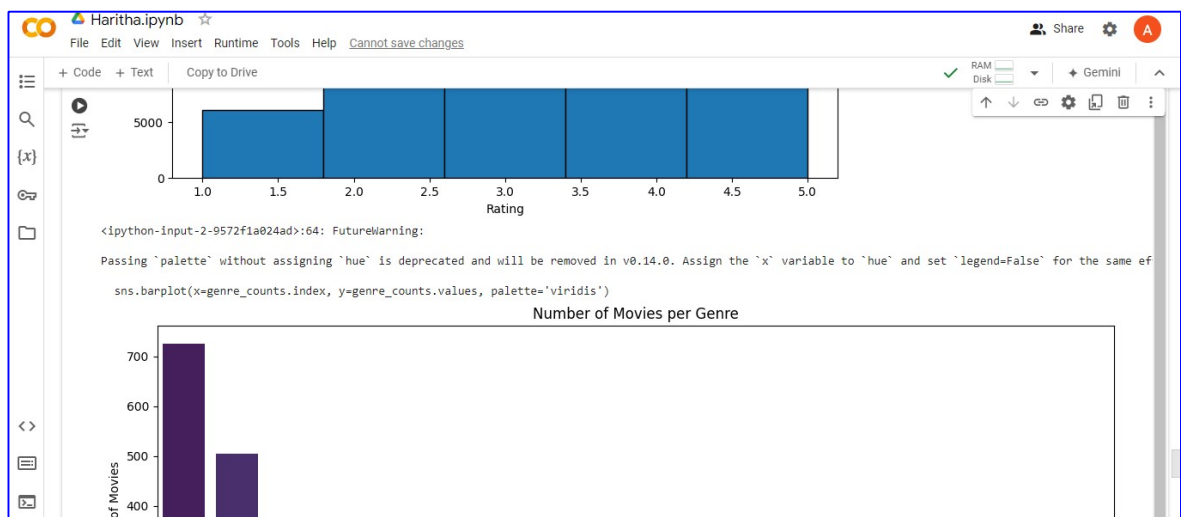 Haritha.ipynb
Share
A
File Edit View Insert Runtime Tools Help Cannot save changes
+ Code + Text Copy to Drive
RAM
Disk
Gemini
{x}
5000
0
1.0 1.5 2.0 2.5 3.0 3.5 4.0 4.5 5.0
Rating
<ipython-input-2-9572f1a024ad>:64: FutureWarning:
Passing `palette` without assigning `hue` is deprecated and will be removed in v0.14.0. Assign the `x` variable to `hue` and set `legend=False` for the same ef
sns.barplot(x=genre_counts.index, y=genre_counts.values, palette='viridis')
Number of Movies per Genre
700
600
500
400
of Movies